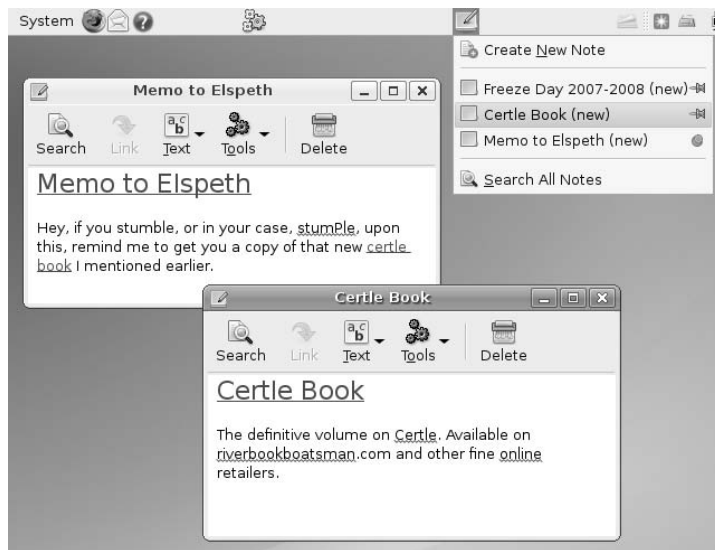 System
Create New Note
Freeze Day 2007-2008 (new)
Certle Book (new)
Memo to Elspeth (new)
Search All Notes
Memo to Elspeth
Search Link Text Tools Delete
Memo to Elspeth
Hey, if you stumble, or in your case, stumPle, upon
this, remind me to get you a copy of that new certle
book I mentioned earlier.
Certle Book
Search Link Text Tools Delete
Certle Book
The definitive volume on Certle. Available on
riverbookboatsman.com and other fine online
retailers.